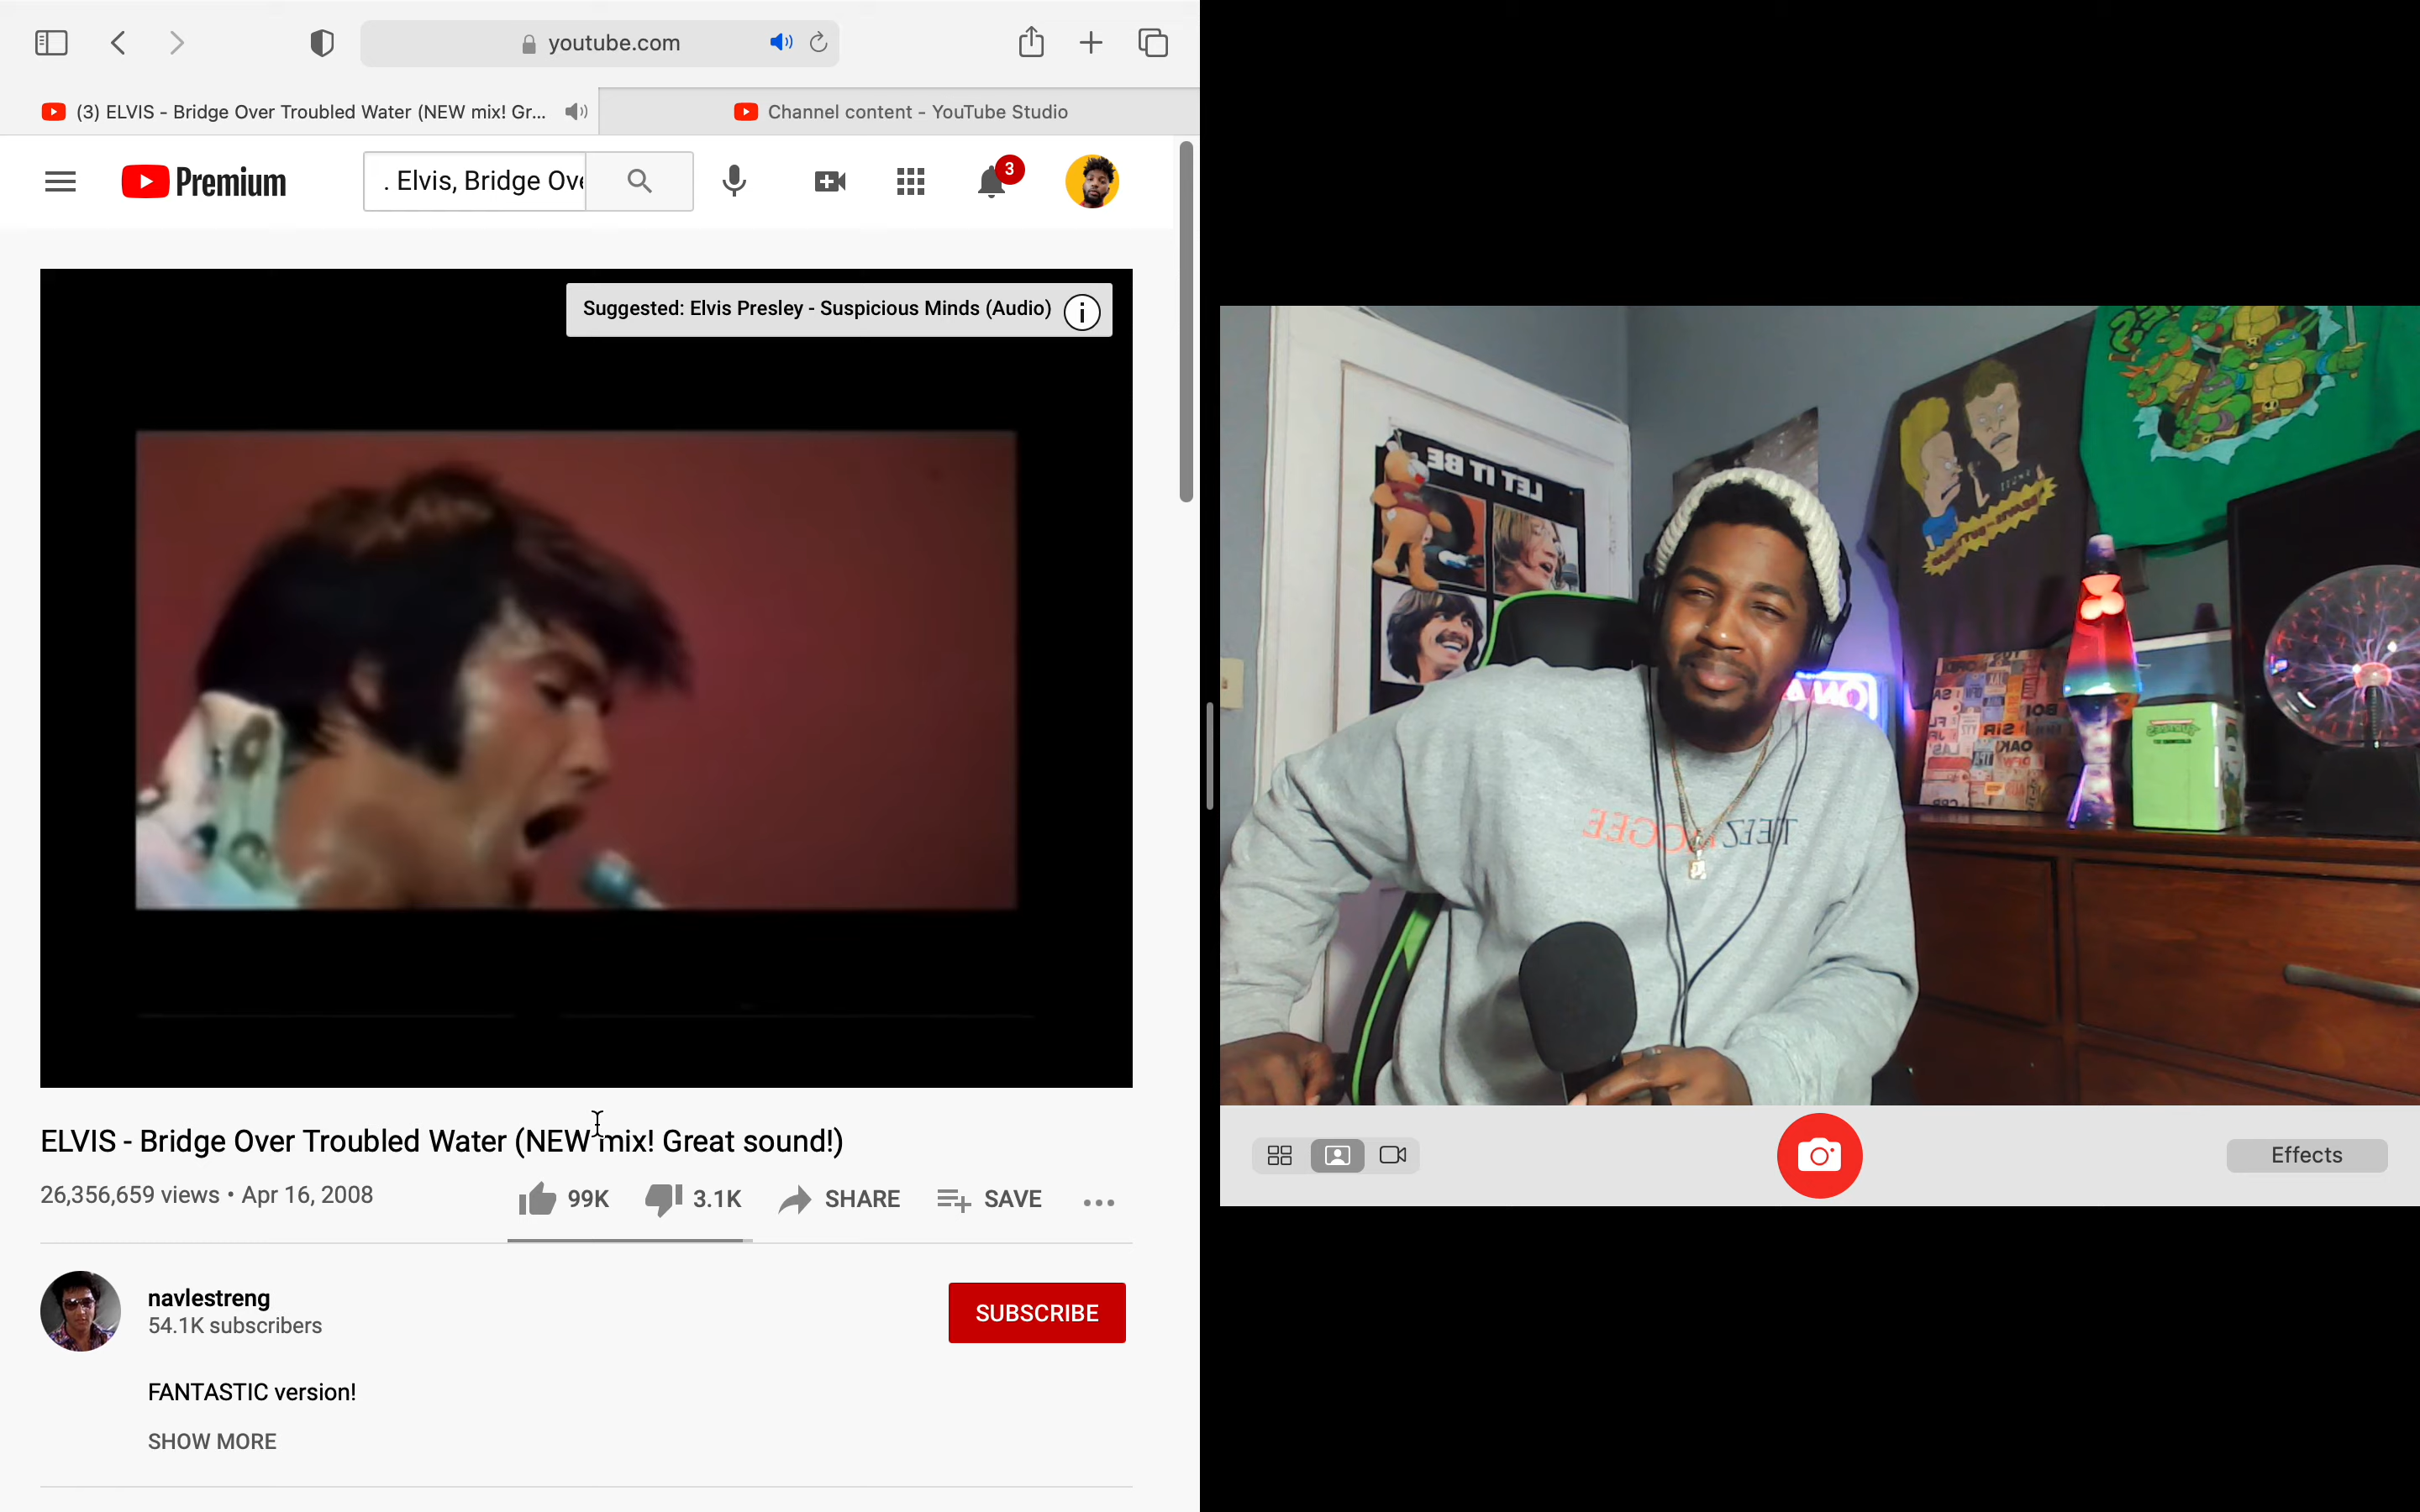 youtube.com
(3) ELVIS - Bridge Over Troubled Water (NEW mix! Gr...
Channel content - YouTube Studio
Premium
. Elvis, Bridge Ove
3
Suggested: Elvis Presley - Suspicious Minds (Audio)
i
ELVIS - Bridge Over Troubled Water (NEW mix! Great sound!)
26,356,659 views • Apr 16, 2008
99K
3.1K
SHARE
SAVE
navlestreng
54.1K subscribers
SUBSCRIBE
FANTASTIC version!
SHOW MORE
LET IT BE
ON A
TEEZ
Effects